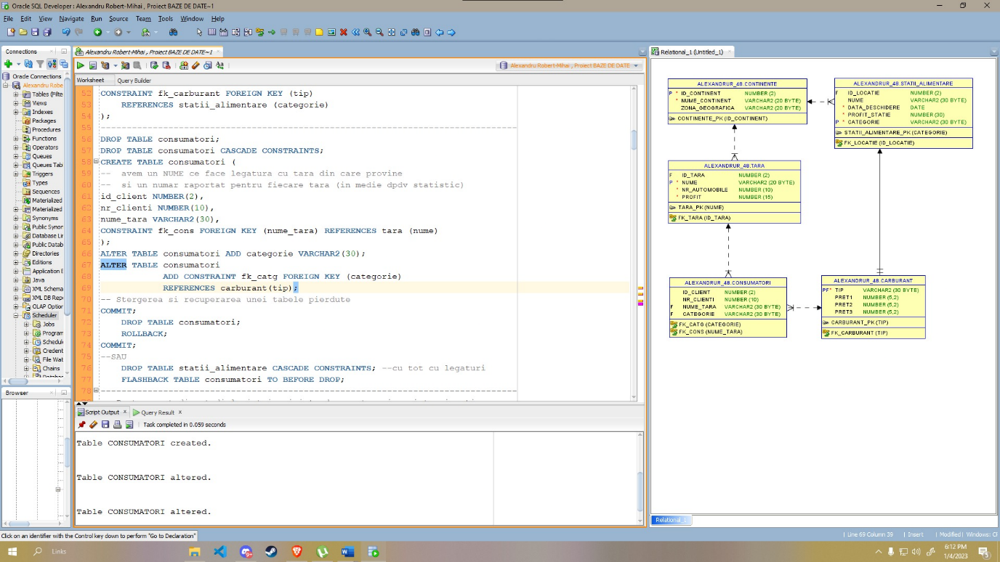 Oracle SQL Developer : Alexandru Robert-Mihai , Proiect BAZE DE DATE~1
File Edit View Navigate Run Source Team Tools Window Help
Connections
Oracle Connections
Alexandru Robe
Tables (Filte
Views
Indexes
Packages
Procedures
Functions
Operators
Queues
Queues Tab
Triggers
Types
Sequences
Materialized
Materialized
Synonyms
Public Synor
Database Lir
Public Datab
Directories
Editions
Application E
Java
XML Schema
XML DB Repo
OLAP Option
Scheduler
Jobs
Program
Schedul
Credent
File Wat
Chains
Browser
Alexandru Robert-Mihai , Proiect BAZE DE DATE~1
Alexandru Robert-Mihai , Proiect BAZE DE DATE
Worksheet Query Builder
52 CONSTRAINT fk_carburant FOREIGN KEY (tip)
53 REFERENCES statii_alimentare (categorie)
54 );
55 --------------------------------------------------------------------------------
56 DROP TABLE consumatori;
57 DROP TABLE consumatori CASCADE CONSTRAINTS;
58 CREATE TABLE consumatori (
59 -- avem un NUME ce face legatura cu tara din care provine
60 -- si un numar raportat pentru fiecare tara (in medie dpdv statistic)
61 id_client NUMBER(2),
62 nr_clienti NUMBER(10),
63 nume_tara VARCHAR2(30),
64 CONSTRAINT fk_cons FOREIGN KEY (nume_tara) REFERENCES tara (nume)
65 );
66 ALTER TABLE consumatori ADD categorie VARCHAR2(30);
67 ALTER TABLE consumatori
68 ADD CONSTRAINT fk_catg FOREIGN KEY (categorie)
69 REFERENCES carburant(tip);
70 -- Stergerea si recuperarea unei tabele pierdute
71 COMMIT;
72 DROP TABLE consumatori;
73 ROLLBACK;
74 COMMIT;
75 --SAU
76 DROP TABLE statii_alimentare CASCADE CONSTRAINTS; --cu tot cu legaturi
77 FLASHBACK TABLE consumatori TO BEFORE DROP;
78 --------------------------------------------------------------------------------
Script Output Query Result
Task completed in 0.059 seconds
Table CONSUMATORI created.
Table CONSUMATORI altered.
Table CONSUMATORI altered.
Relational_1 (Untitled_1)
ALEXANDRUR_48.CONTINENTE
P * ID_CONTINENT NUMBER (2)
* NUME_CONTINENT VARCHAR2 (20 BYTE)
ZONA_GEOGRAFICA VARCHAR2 (20 BYTE)
CONTINENTE_PK (ID_CONTINENT)
ALEXANDRUR_48.STATII_ALIMENTARE
F ID_LOCATIE NUMBER (2)
NUME VARCHAR2 (30 BYTE)
* DATA_DESCHIDERE DATE
* PROFIT_STATIE NUMBER (30)
P * CATEGORIE VARCHAR2 (30 BYTE)
STATII_ALIMENTARE_PK (CATEGORIE)
FK_LOCATIE (ID_LOCATIE)
ALEXANDRUR_48.TARA
F ID_TARA NUMBER (2)
P * NUME VARCHAR2 (20 BYTE)
* NR_AUTOMOBILE NUMBER (10)
* PROFIT NUMBER (15)
TARA_PK (NUME)
FK_TARA (ID_TARA)
ALEXANDRUR_48.CONSUMATORI
ID_CLIENT NUMBER (2)
NR_CLIENTI NUMBER (10)
F NUME_TARA VARCHAR2 (30 BYTE)
F CATEGORIE VARCHAR2 (30 BYTE)
FK_CATG (CATEGORIE)
FK_CONS (NUME_TARA)
ALEXANDRUR_48.CARBURANT
PF* TIP VARCHAR2 (30 BYTE)
PRET1 NUMBER (5,2)
PRET2 NUMBER (5,2)
PRET3 NUMBER (5,2)
CARBURANT_PK (TIP)
FK_CARBURANT (TIP)
Relational_1
Click on an identifier with the Control key down to perform "Go to Declaration"
Line 69 Column 39 Insert Modified Windows: CI
Links
6:12 PM
1/4/2023